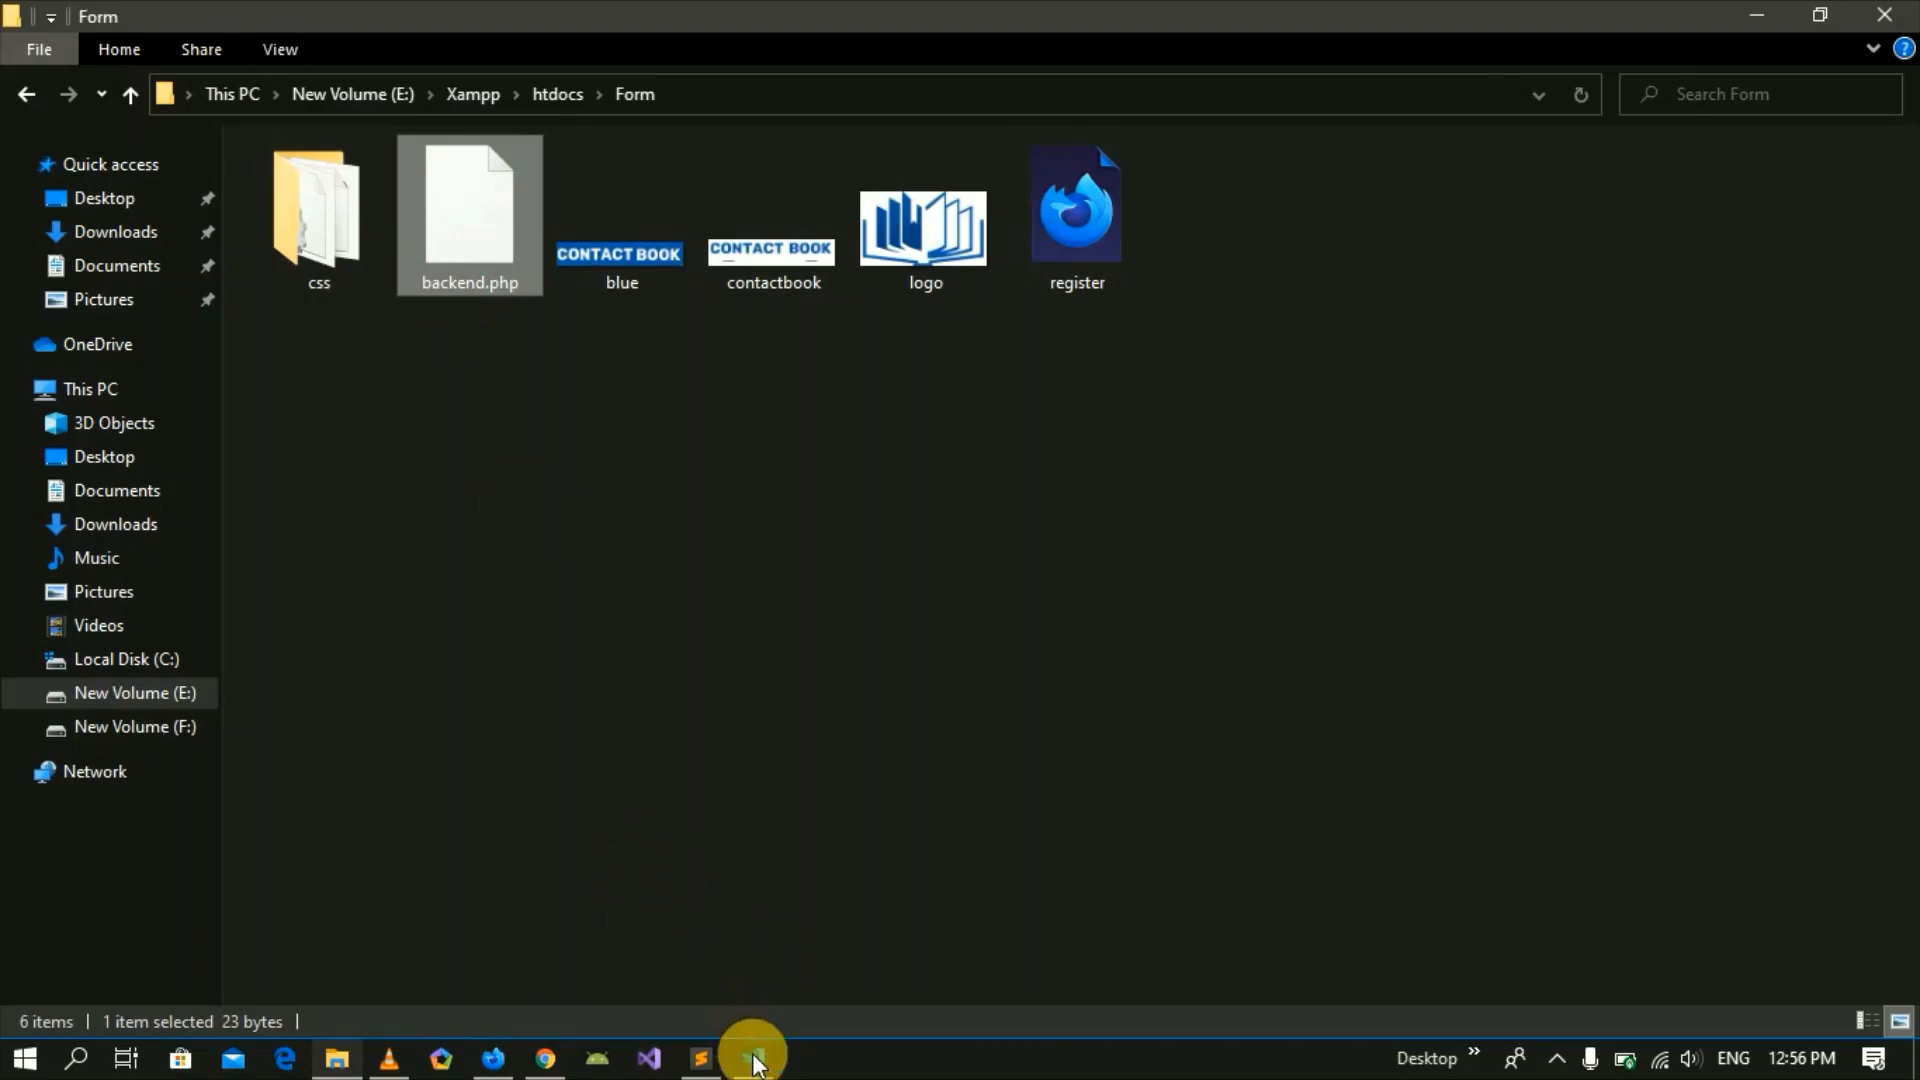 Form
File Home Share View
This PC New Volume (E:) Xampp htdocs Form
Search Form
Quick access
Desktop
Downloads
Documents
Pictures
OneDrive
This PC
3D Objects
Desktop
Documents
Downloads
Music
Pictures
Videos
Local Disk (C:)
New Volume (E:)
New Volume (F:)
Network
CONTACT BOOK CONTACT BOOK
css backend.php blue contactbook logo register
6 items 1 item selected 23 bytes
Desktop ENG 12:56 PM